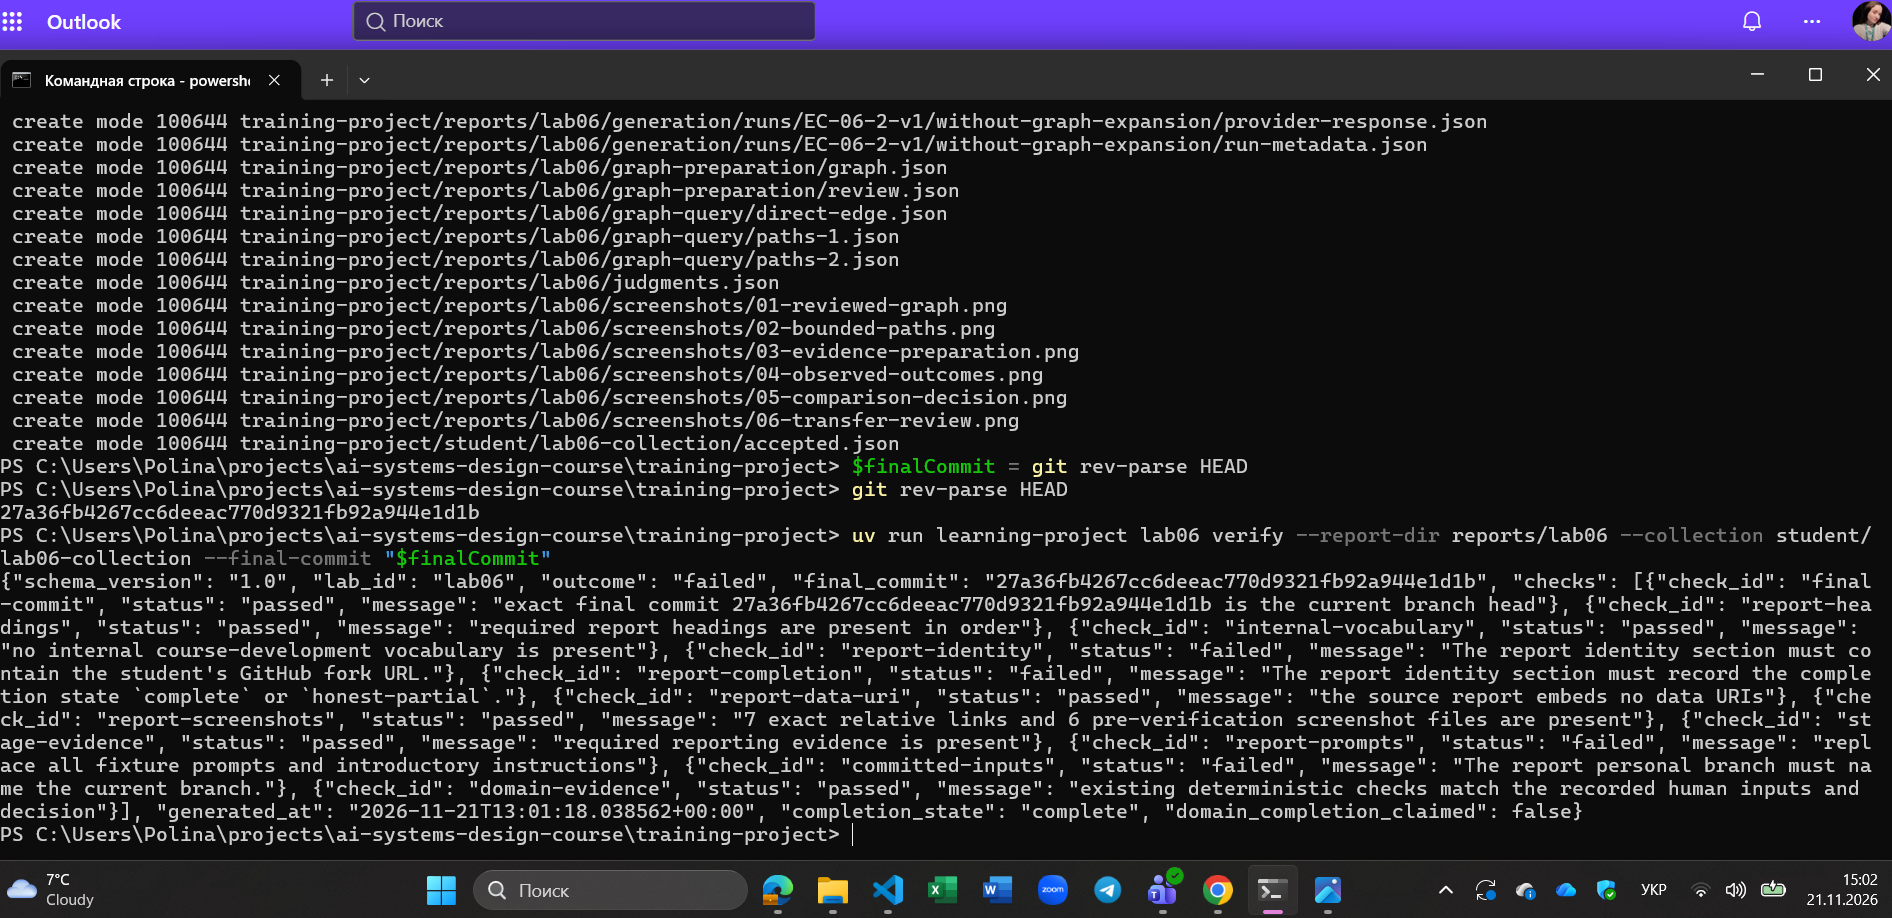 Outlook
Поиск
Командная строка - powersh
create mode 100644 training-project/reports/lab06/generation/runs/EC-06-2-v1/without-graph-expansion/provider-response.json
create mode 100644 training-project/reports/lab06/generation/runs/EC-06-2-v1/without-graph-expansion/run-metadata.json
create mode 100644 training-project/reports/lab06/graph-preparation/graph.json
create mode 100644 training-project/reports/lab06/graph-preparation/review.json
create mode 100644 training-project/reports/lab06/graph-query/direct-edge.json
create mode 100644 training-project/reports/lab06/graph-query/paths-1.json
create mode 100644 training-project/reports/lab06/graph-query/paths-2.json
create mode 100644 training-project/reports/lab06/judgments.json
create mode 100644 training-project/reports/lab06/screenshots/01-reviewed-graph.png
create mode 100644 training-project/reports/lab06/screenshots/02-bounded-paths.png
create mode 100644 training-project/reports/lab06/screenshots/03-evidence-preparation.png
create mode 100644 training-project/reports/lab06/screenshots/04-observed-outcomes.png
create mode 100644 training-project/reports/lab06/screenshots/05-comparison-decision.png
create mode 100644 training-project/reports/lab06/screenshots/06-transfer-review.png
create mode 100644 training-project/student/lab06-collection/accepted.json
PS C:\Users\Polina\projects\ai-systems-design-course\training-project> $finalCommit = git rev-parse HEAD
PS C:\Users\Polina\projects\ai-systems-design-course\training-project> git rev-parse HEAD
27a36fb4267cc6deeac770d9321fb92a944e1d1b
PS C:\Users\Polina\projects\ai-systems-design-course\training-project> uv run learning-project lab06 verify --report-dir reports/lab06 --collection student/
lab06-collection --final-commit "$finalCommit"
{"schema_version": "1.0", "lab_id": "lab06", "outcome": "failed", "final_commit": "27a36fb4267cc6deeac770d9321fb92a944e1d1b", "checks": [{"check_id": "final
-commit", "status": "passed", "message": "exact final commit 27a36fb4267cc6deeac770d9321fb92a944e1d1b is the current branch head"}, {"check_id": "report-hea
dings", "status": "passed", "message": "required report headings are present in order"}, {"check_id": "internal-vocabulary", "status": "passed", "message":
"no internal course-development vocabulary is present"}, {"check_id": "report-identity", "status": "failed", "message": "The report identity section must co
ntain the student's GitHub fork URL."}, {"check_id": "report-completion", "status": "failed", "message": "The report identity section must record the comple
tion state `complete` or `honest-partial`."}, {"check_id": "report-data-uri", "status": "passed", "message": "the source report embeds no data URIs"}, {"che
ck_id": "report-screenshots", "status": "passed", "message": "7 exact relative links and 6 pre-verification screenshot files are present"}, {"check_id": "st
age-evidence", "status": "passed", "message": "required reporting evidence is present"}, {"check_id": "report-prompts", "status": "failed", "message": "repl
ace all fixture prompts and introductory instructions"}, {"check_id": "committed-inputs", "status": "failed", "message": "The report personal branch must na
me the current branch."}, {"check_id": "domain-evidence", "status": "passed", "message": "existing deterministic checks match the recorded human inputs and
decision"}], "generated_at": "2026-11-21T13:01:18.038562+00:00", "completion_state": "complete", "domain_completion_claimed": false}
PS C:\Users\Polina\projects\ai-systems-design-course\training-project>
7°C
Cloudy
Поиск
zoom
УКР
15:02
21.11.2026